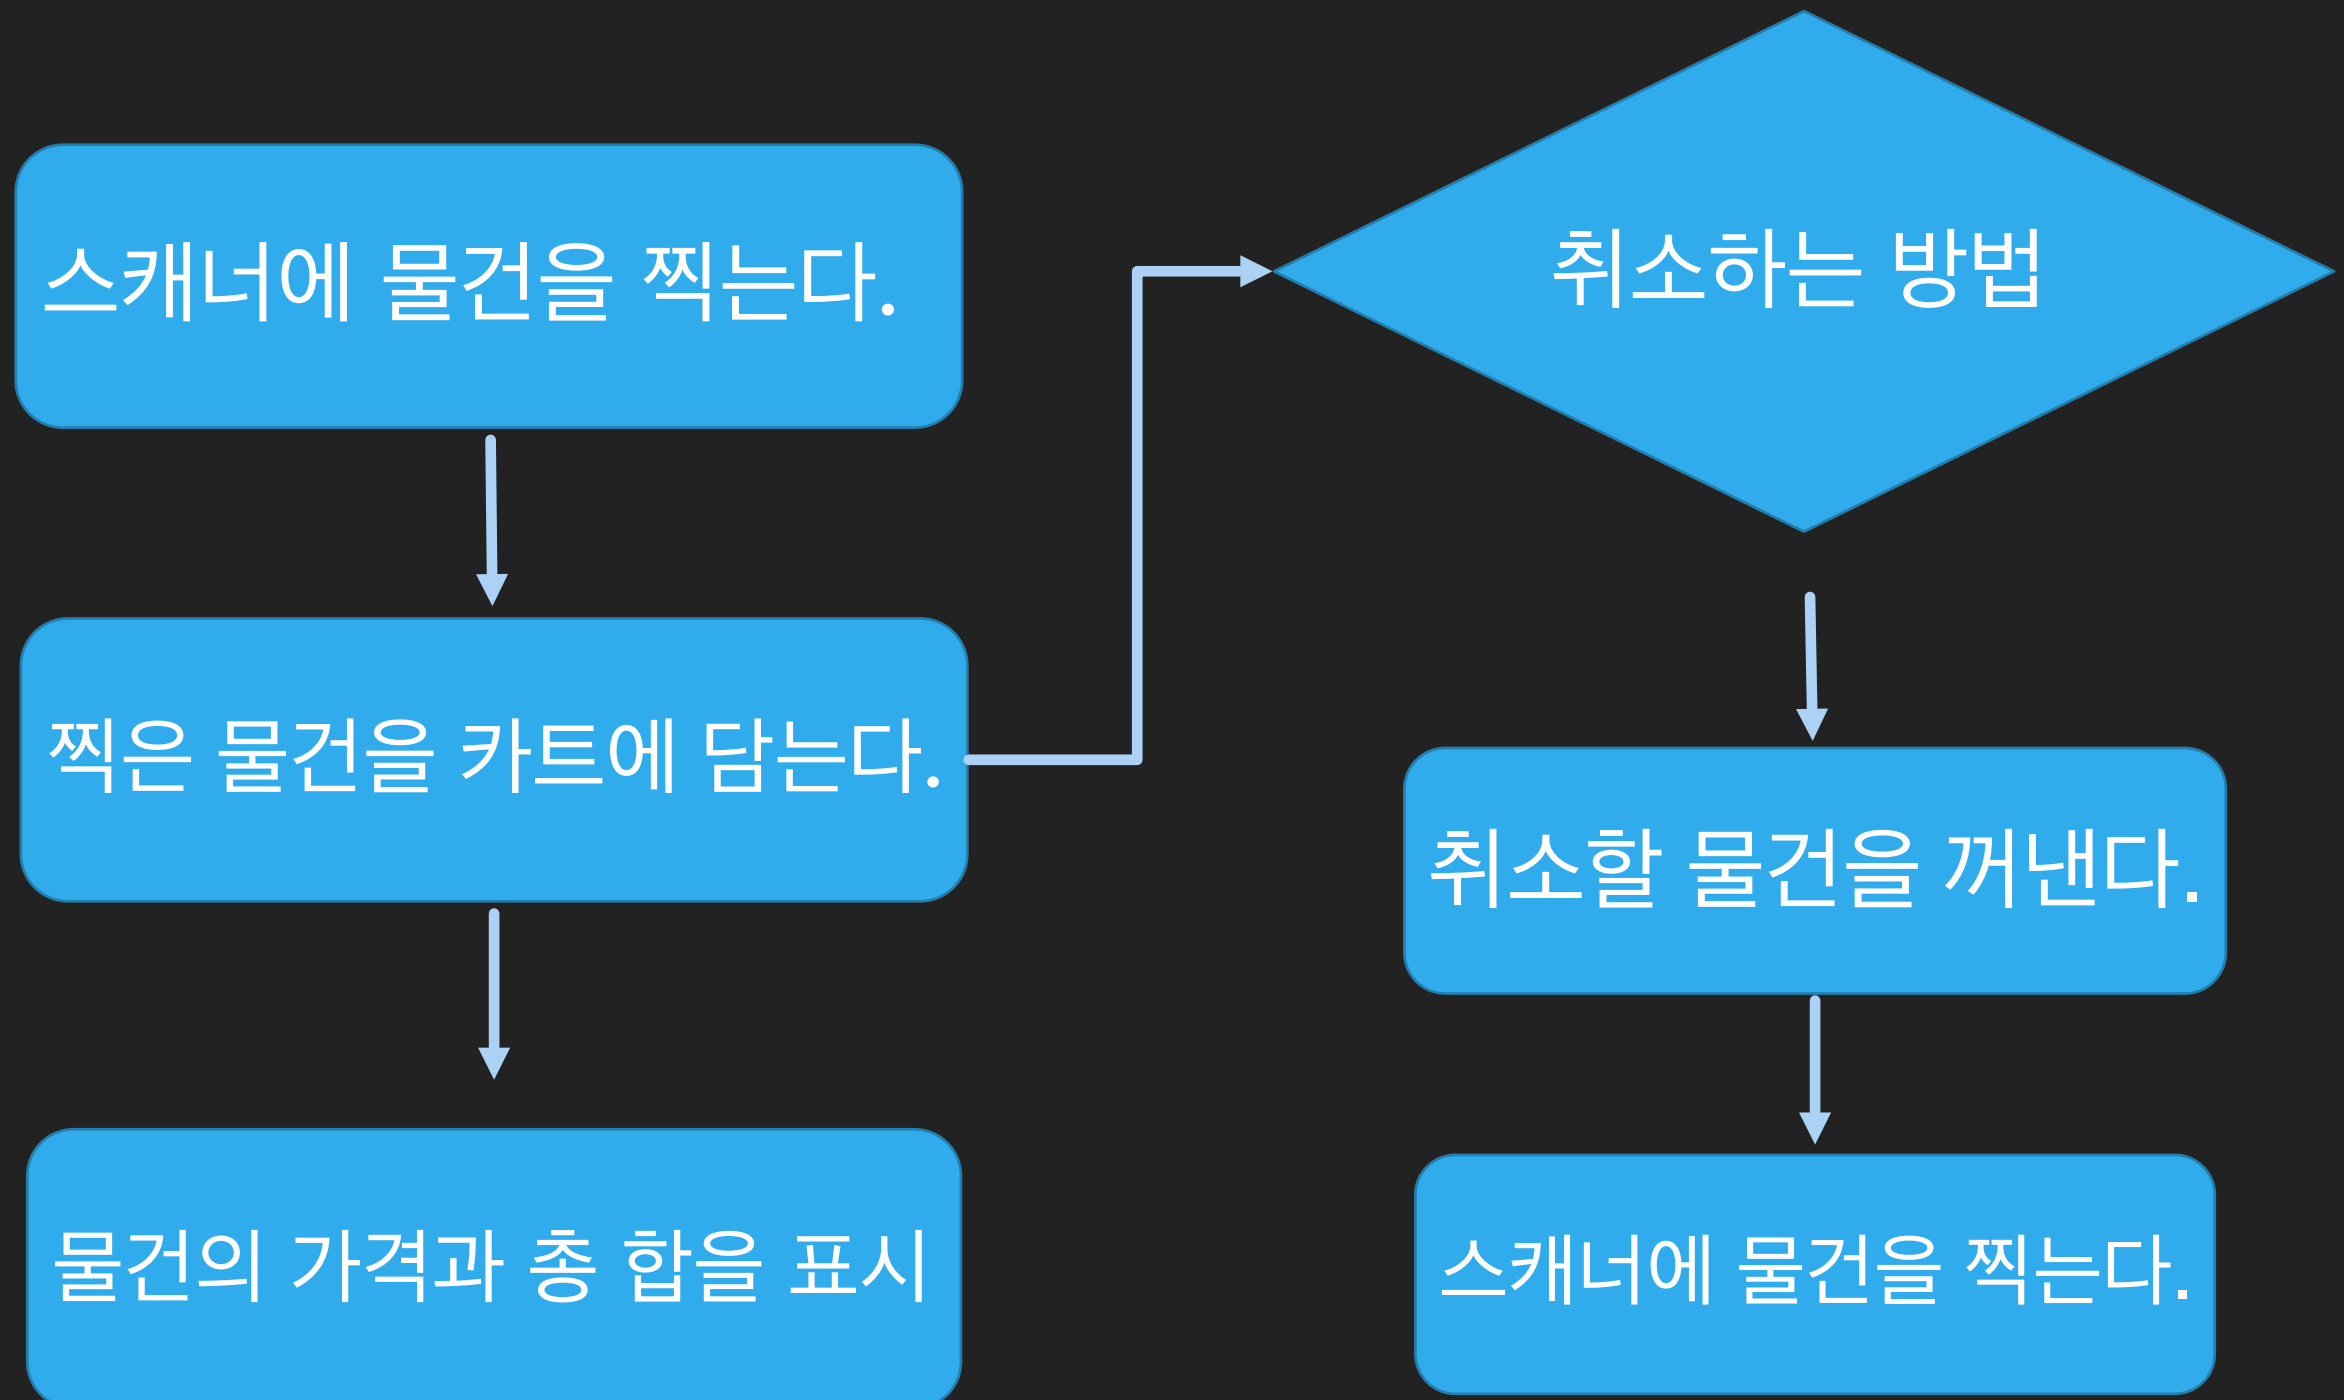 스캐너에 물건을 찍는다.
찍은 물건을 카트에 담는다.
물건의 가격과 총 합을 표시
취소하는 방법
취소할 물건을 꺼낸다.
스캐너에 물건을 찍는다.